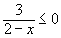 3/(2 − x) ≤ 0